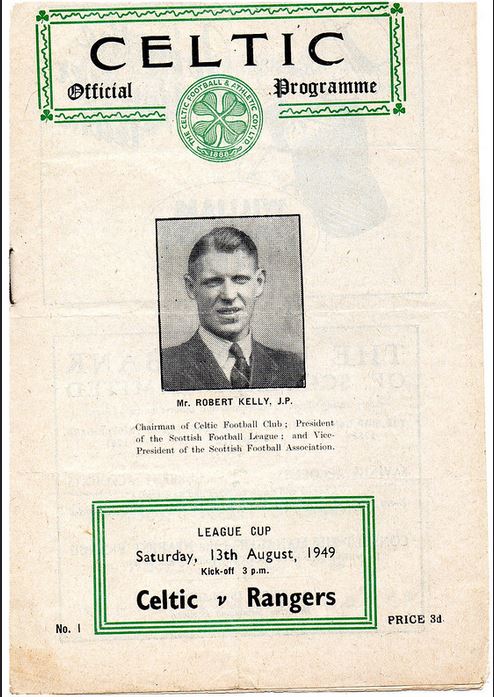 CELTIC
Official Programme
THE CELTIC FOOTBALL & ATHLETIC COY. LTD
1888
Mr. ROBERT KELLY, J.P.
Chairman of Celtic Football Club ; President
of the Scottish Football League ; and Vice-
President of the Scottish Football Association.
LEAGUE CUP
Saturday, 13th August, 1949
Kick-off 3 p.m.
Celtic v Rangers
No. 1
PRICE 3d.